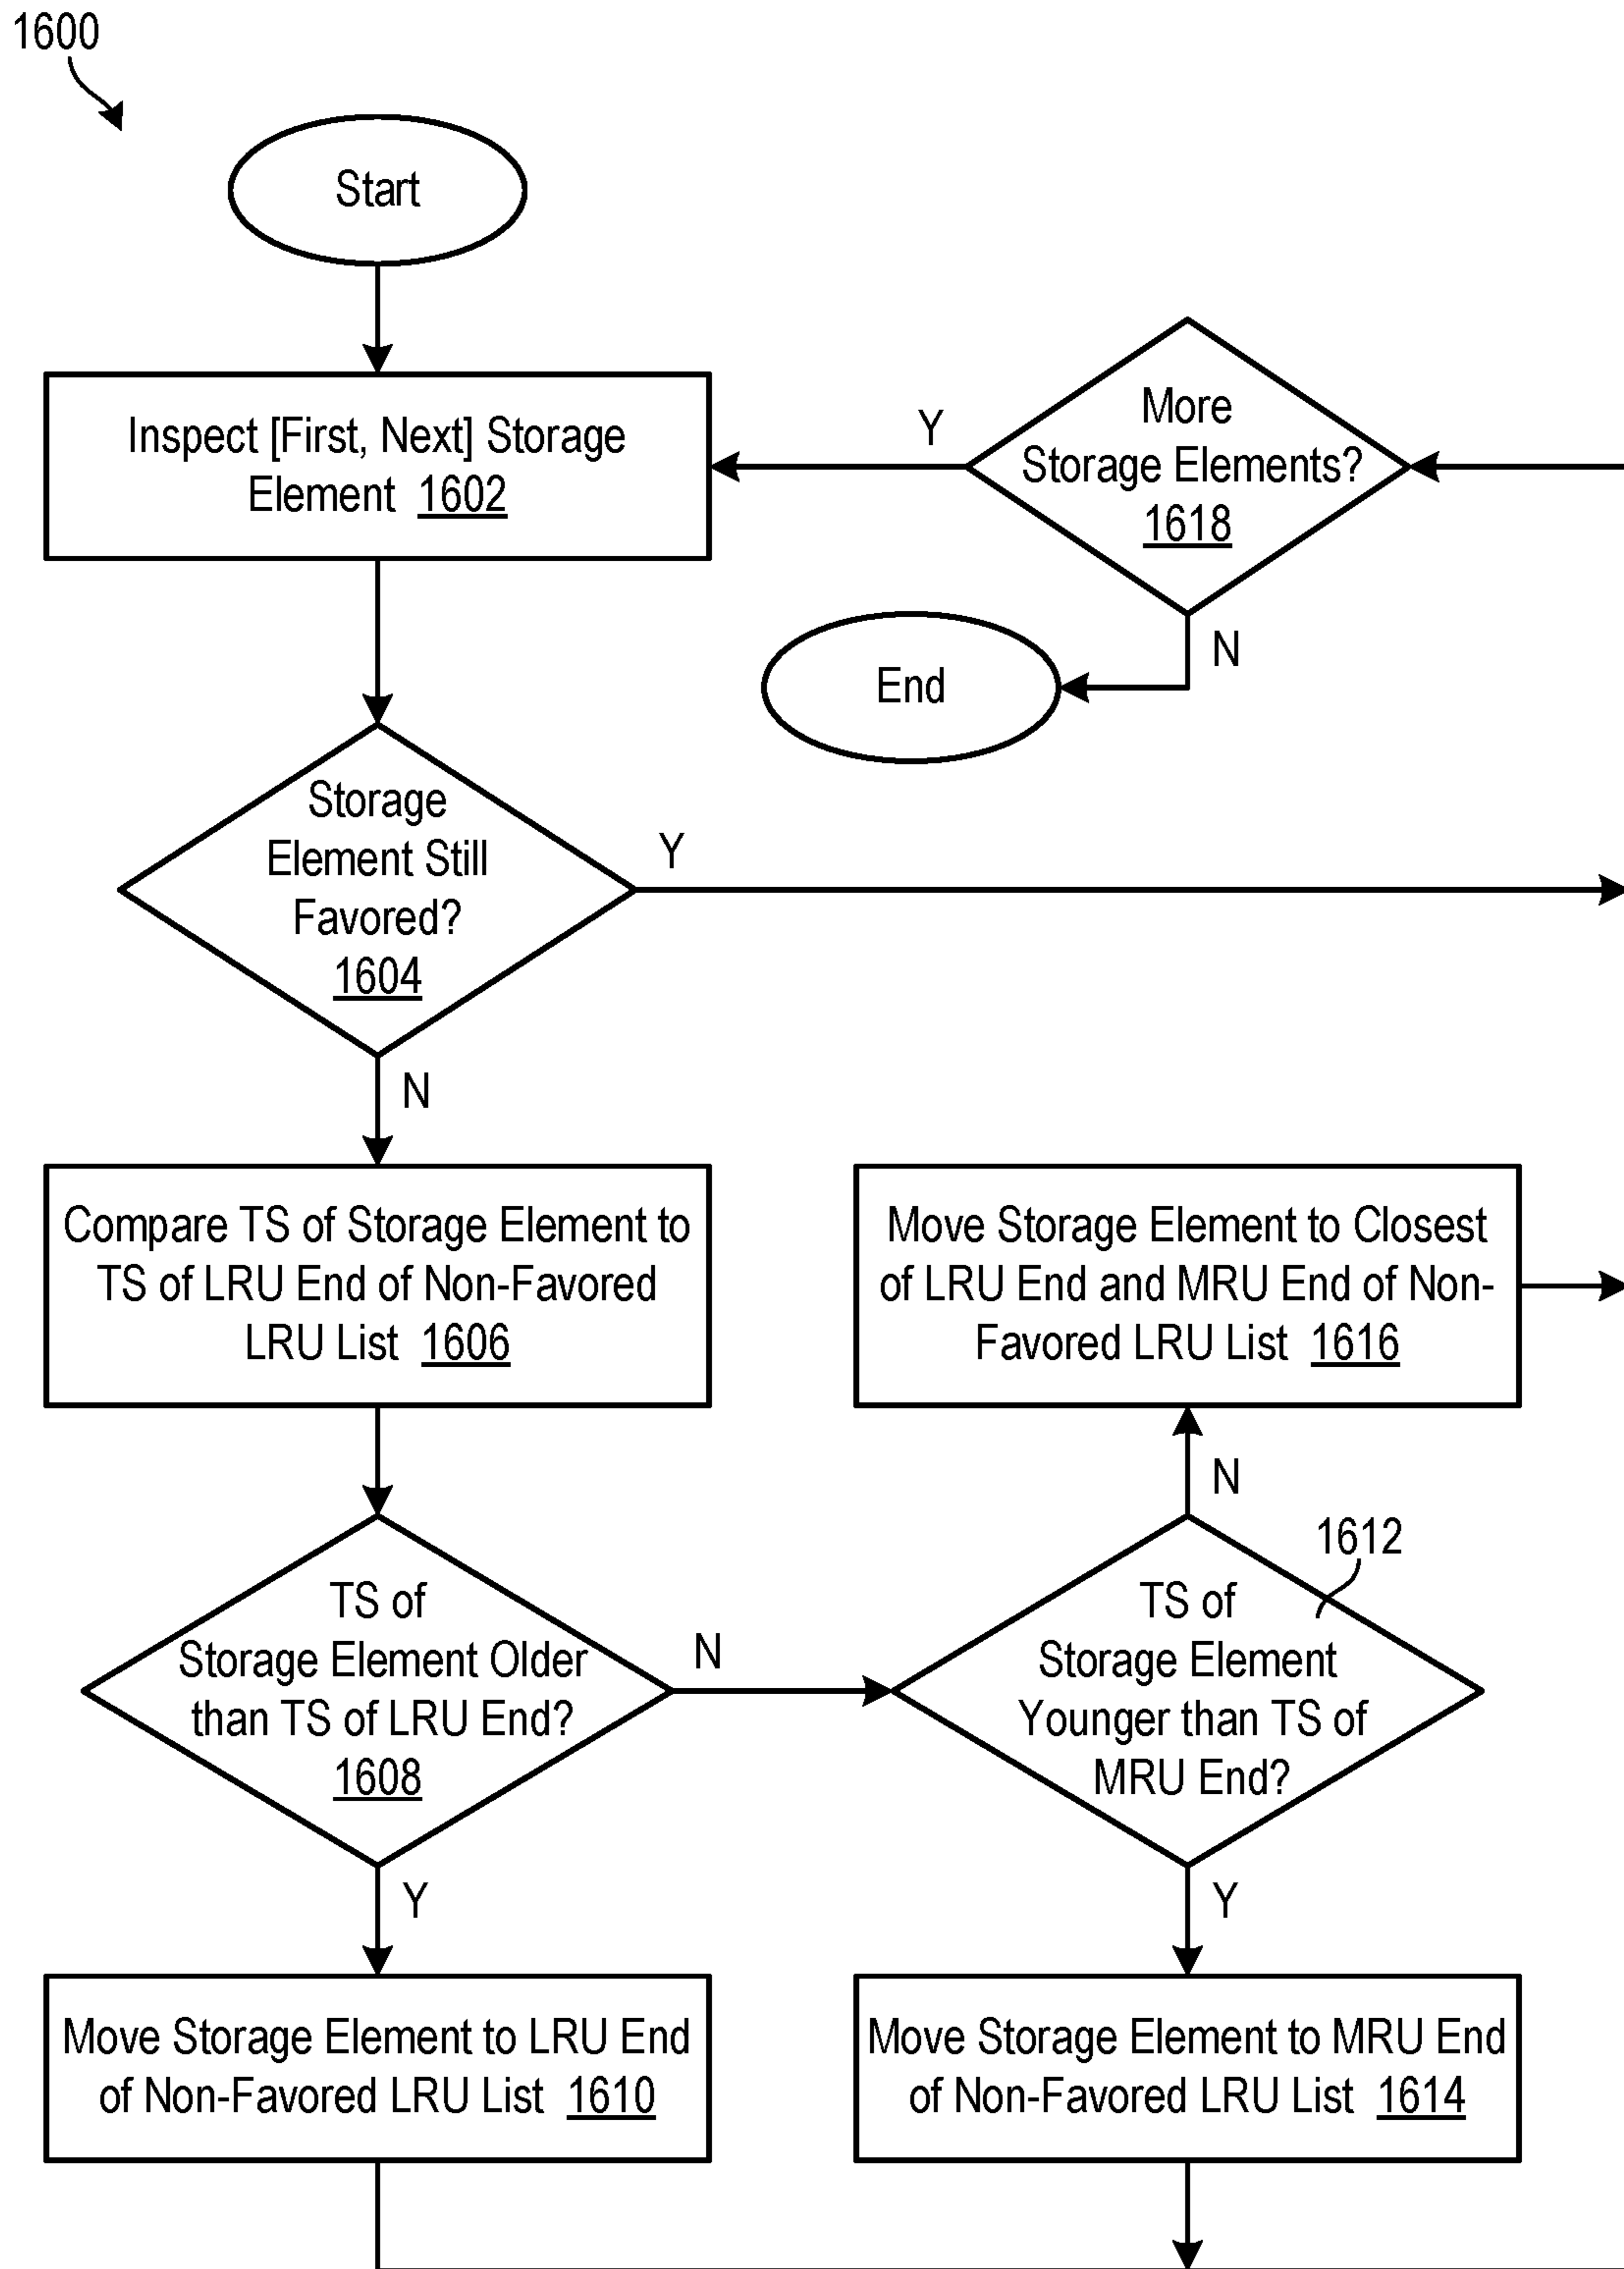 1600
Start
Inspect [First, Next] Storage
Element 1602
More
Storage Elements?
1618
Y
N
End
Storage
Element Still
Favored?
1604
Y
N
Compare TS of Storage Element to
TS of LRU End of Non-Favored
LRU List 1606
Move Storage Element to Closest
of LRU End and MRU End of Non-
Favored LRU List 1616
N
1612
TS of
Storage Element Older
than TS of LRU End?
1608
N
TS of
Storage Element
Younger than TS of
MRU End?
Y
Y
Move Storage Element to LRU End
of Non-Favored LRU List 1610
Move Storage Element to MRU End
of Non-Favored LRU List 1614